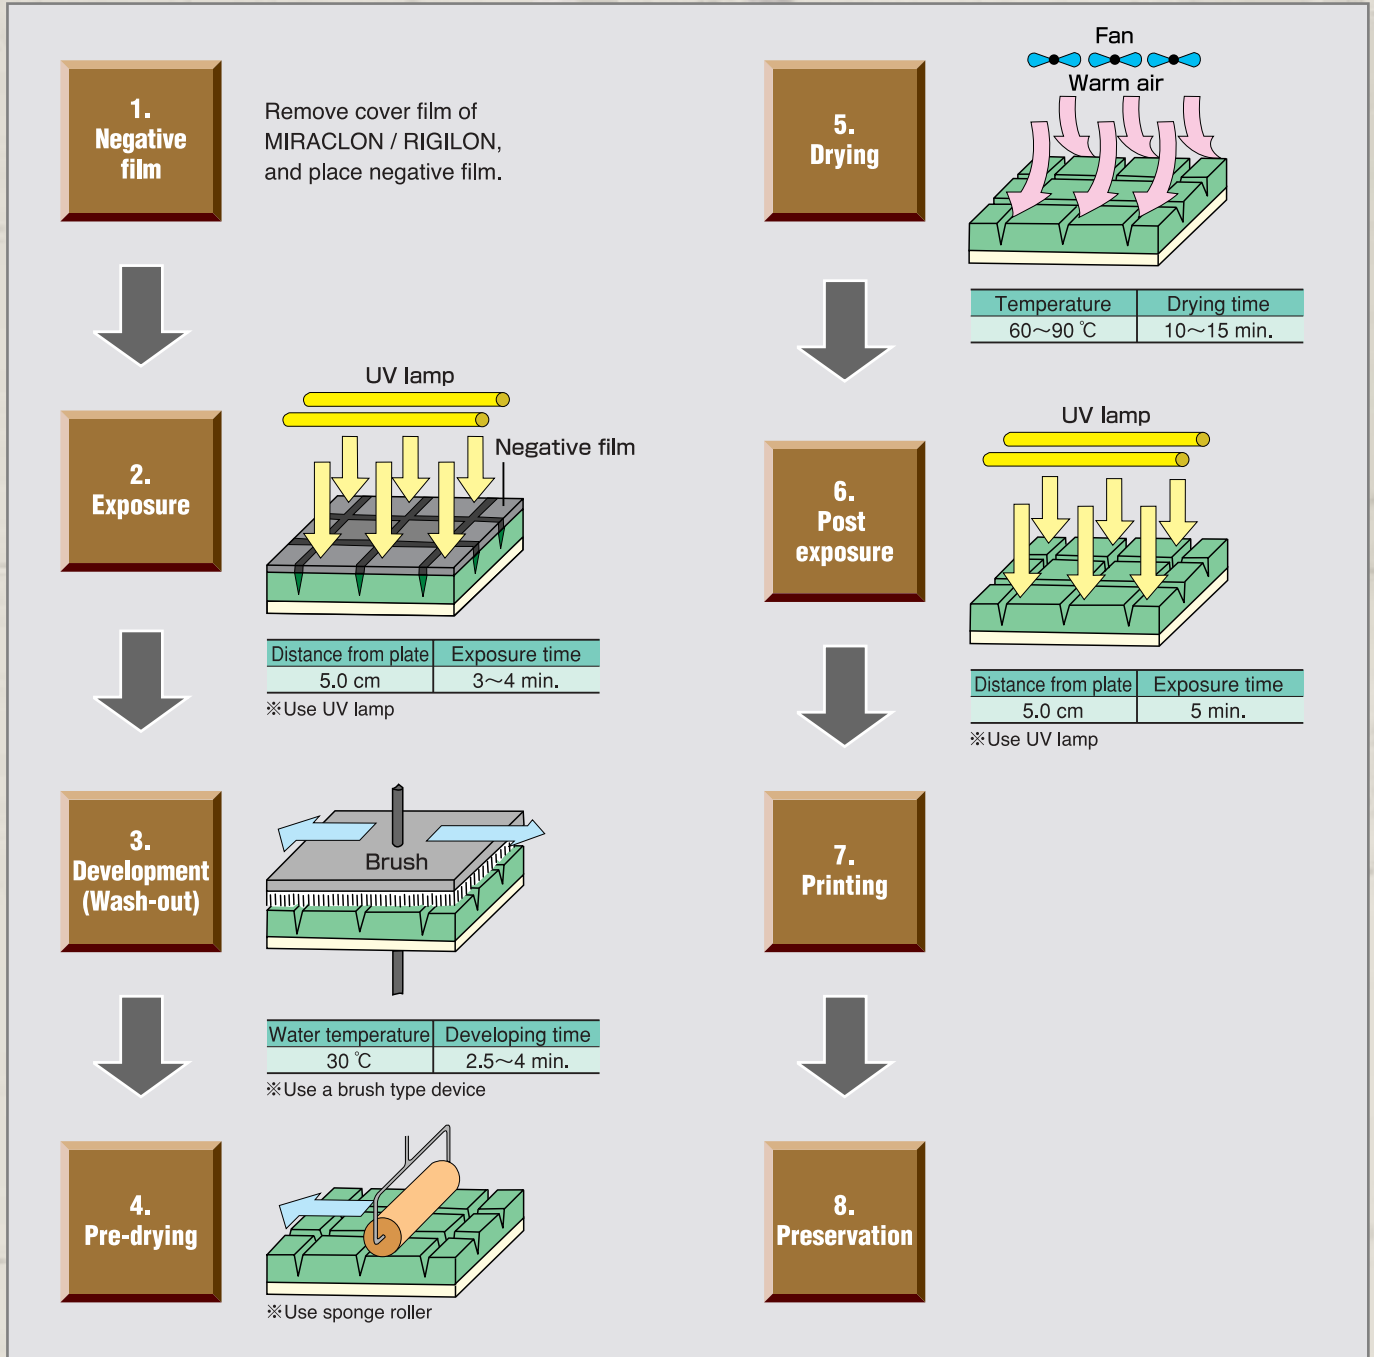 1.
Negative
film
Remove cover film of
MIRACLON / RIGILON,
and place negative film.
2.
Exposure
UV lamp
Negative film
Distance from plate Exposure time
5.0 cm 3～4 min.
※Use UV lamp
3.
Development
(Wash-out)
Brush
Water temperature Developing time
30 ℃ 2.5～4 min.
※Use a brush type device
4.
Pre-drying
※Use sponge roller
5.
Drying
Fan
Warm air
Temperature Drying time
60～90 ℃ 10～15 min.
6.
Post
exposure
UV lamp
Distance from plate Exposure time
5.0 cm 5 min.
※Use UV lamp
7.
Printing
8.
Preservation